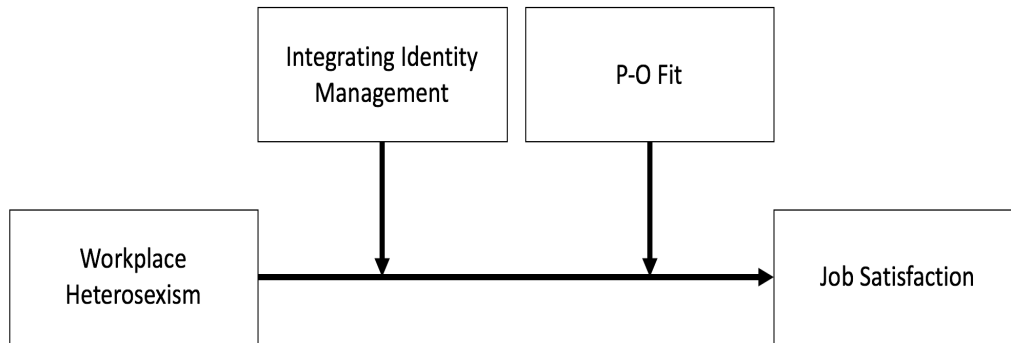 Integrating Identity
Management
P-O Fit
Workplace
Heterosexism
Job Satisfaction